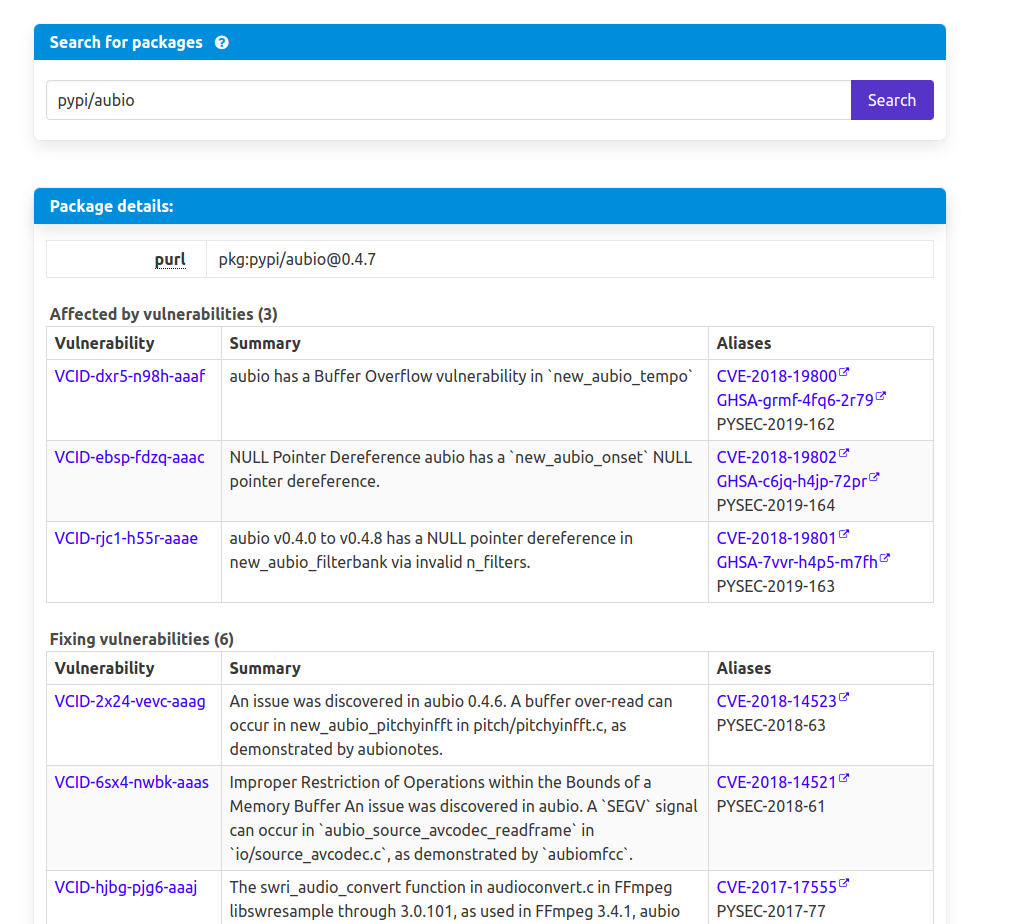 Search for packages
pypi/aubio
Search
Package details:
purl
pkg:pypi/aubio@0.4.7
Affected by vulnerabilities (3)
Vulnerability Summary Aliases
VCID-dxr5-n98h-aaaf aubio has a Buffer Overflow vulnerability in `new_aubio_tempo` CVE-2018-19800
GHSA-grmf-4fq6-2r79
PYSEC-2019-162
VCID-ebsp-fdzq-aaac NULL Pointer Dereference aubio has a `new_aubio_onset` NULL CVE-2018-19802
pointer dereference. GHSA-c6jq-h4jp-72pr
PYSEC-2019-164
VCID-rjc1-h55r-aaae aubio v0.4.0 to v0.4.8 has a NULL pointer dereference in CVE-2018-19801
new_aubio_filterbank via invalid n_filters. GHSA-7vvr-h4p5-m7fh
PYSEC-2019-163
Fixing vulnerabilities (6)
Vulnerability Summary Aliases
VCID-2x24-vevc-aaag An issue was discovered in aubio 0.4.6. A buffer over-read can CVE-2018-14523
occur in new_aubio_pitchyinfft in pitch/pitchyinfft.c, as PYSEC-2018-63
demonstrated by aubionotes.
VCID-6sx4-nwbk-aaas Improper Restriction of Operations within the Bounds of a CVE-2018-14521
Memory Buffer An issue was discovered in aubio. A `SEGV` signal PYSEC-2018-61
can occur in `aubio_source_avcodec_readframe` in
`io/source_avcodec.c`, as demonstrated by `aubiomfcc`.
VCID-hjbg-pjg6-aaaj The swri_audio_convert function in audioconvert.c in FFmpeg CVE-2017-17555
libswresample through 3.0.101, as used in FFmpeg 3.4.1, aubio PYSEC-2017-77